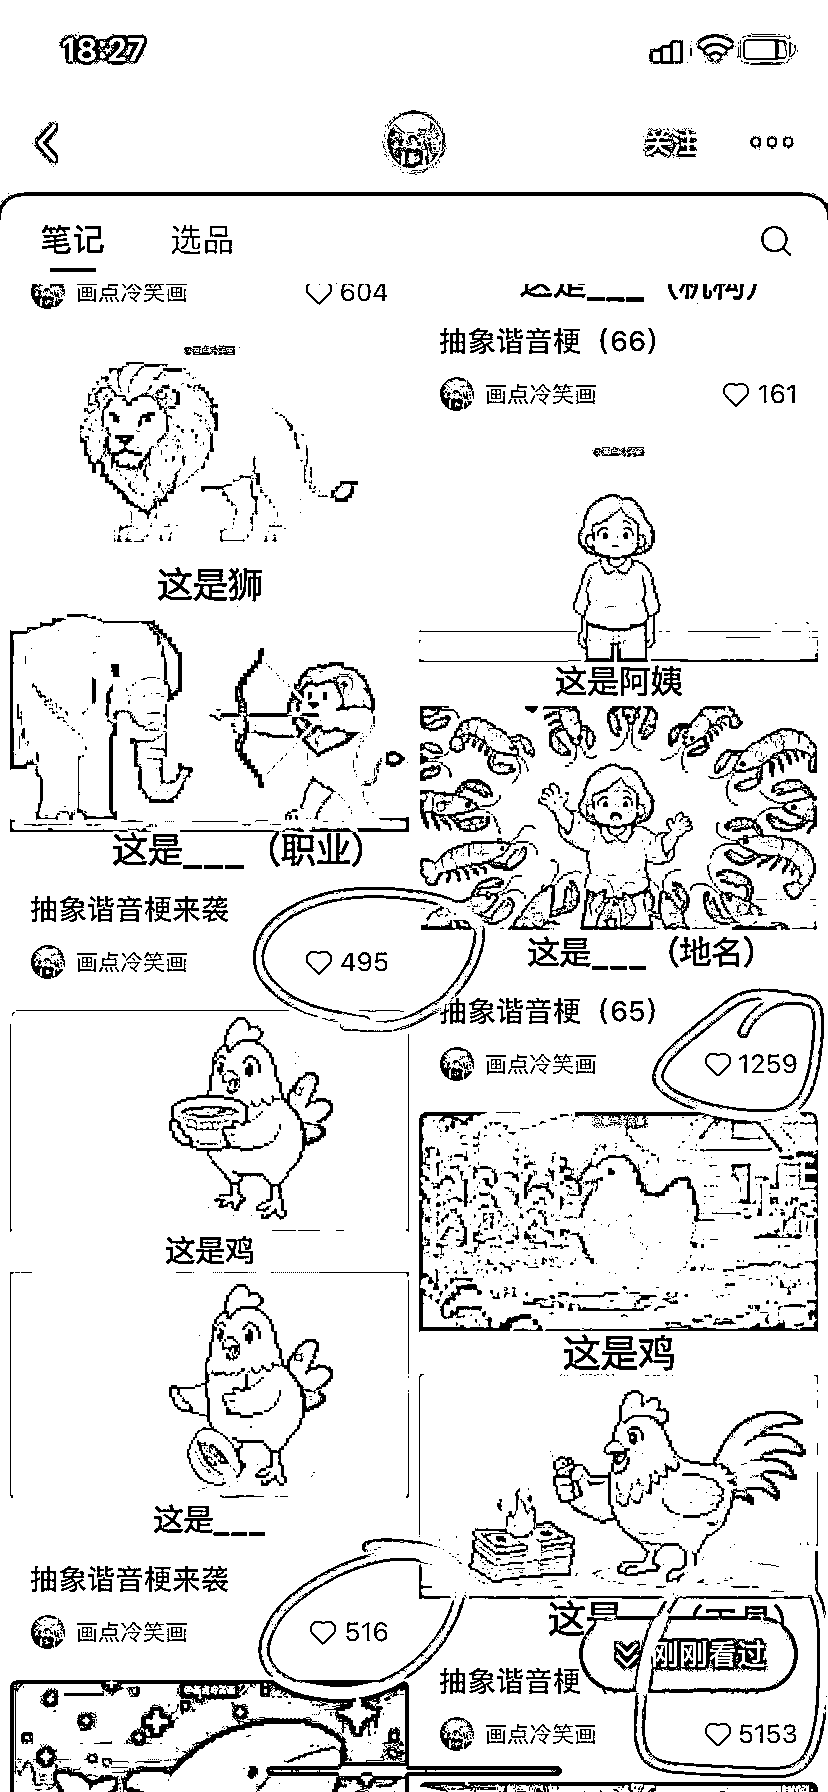 18:27
关注
笔记
选品
画点冷笑画
604
这是狮
这是___（职业）
抽象谐音梗来袭
画点冷笑画
495
这是鸡
这是___
抽象谐音梗来袭
画点冷笑画
516
这是___（机构）
抽象谐音梗（66）
画点冷笑画
161
这是阿姨
这是___（地名）
抽象谐音梗（65）
画点冷笑画
1259
这是鸡
这是___（工具）
刚刚看过
抽象谐音梗（
画点冷笑画
5153